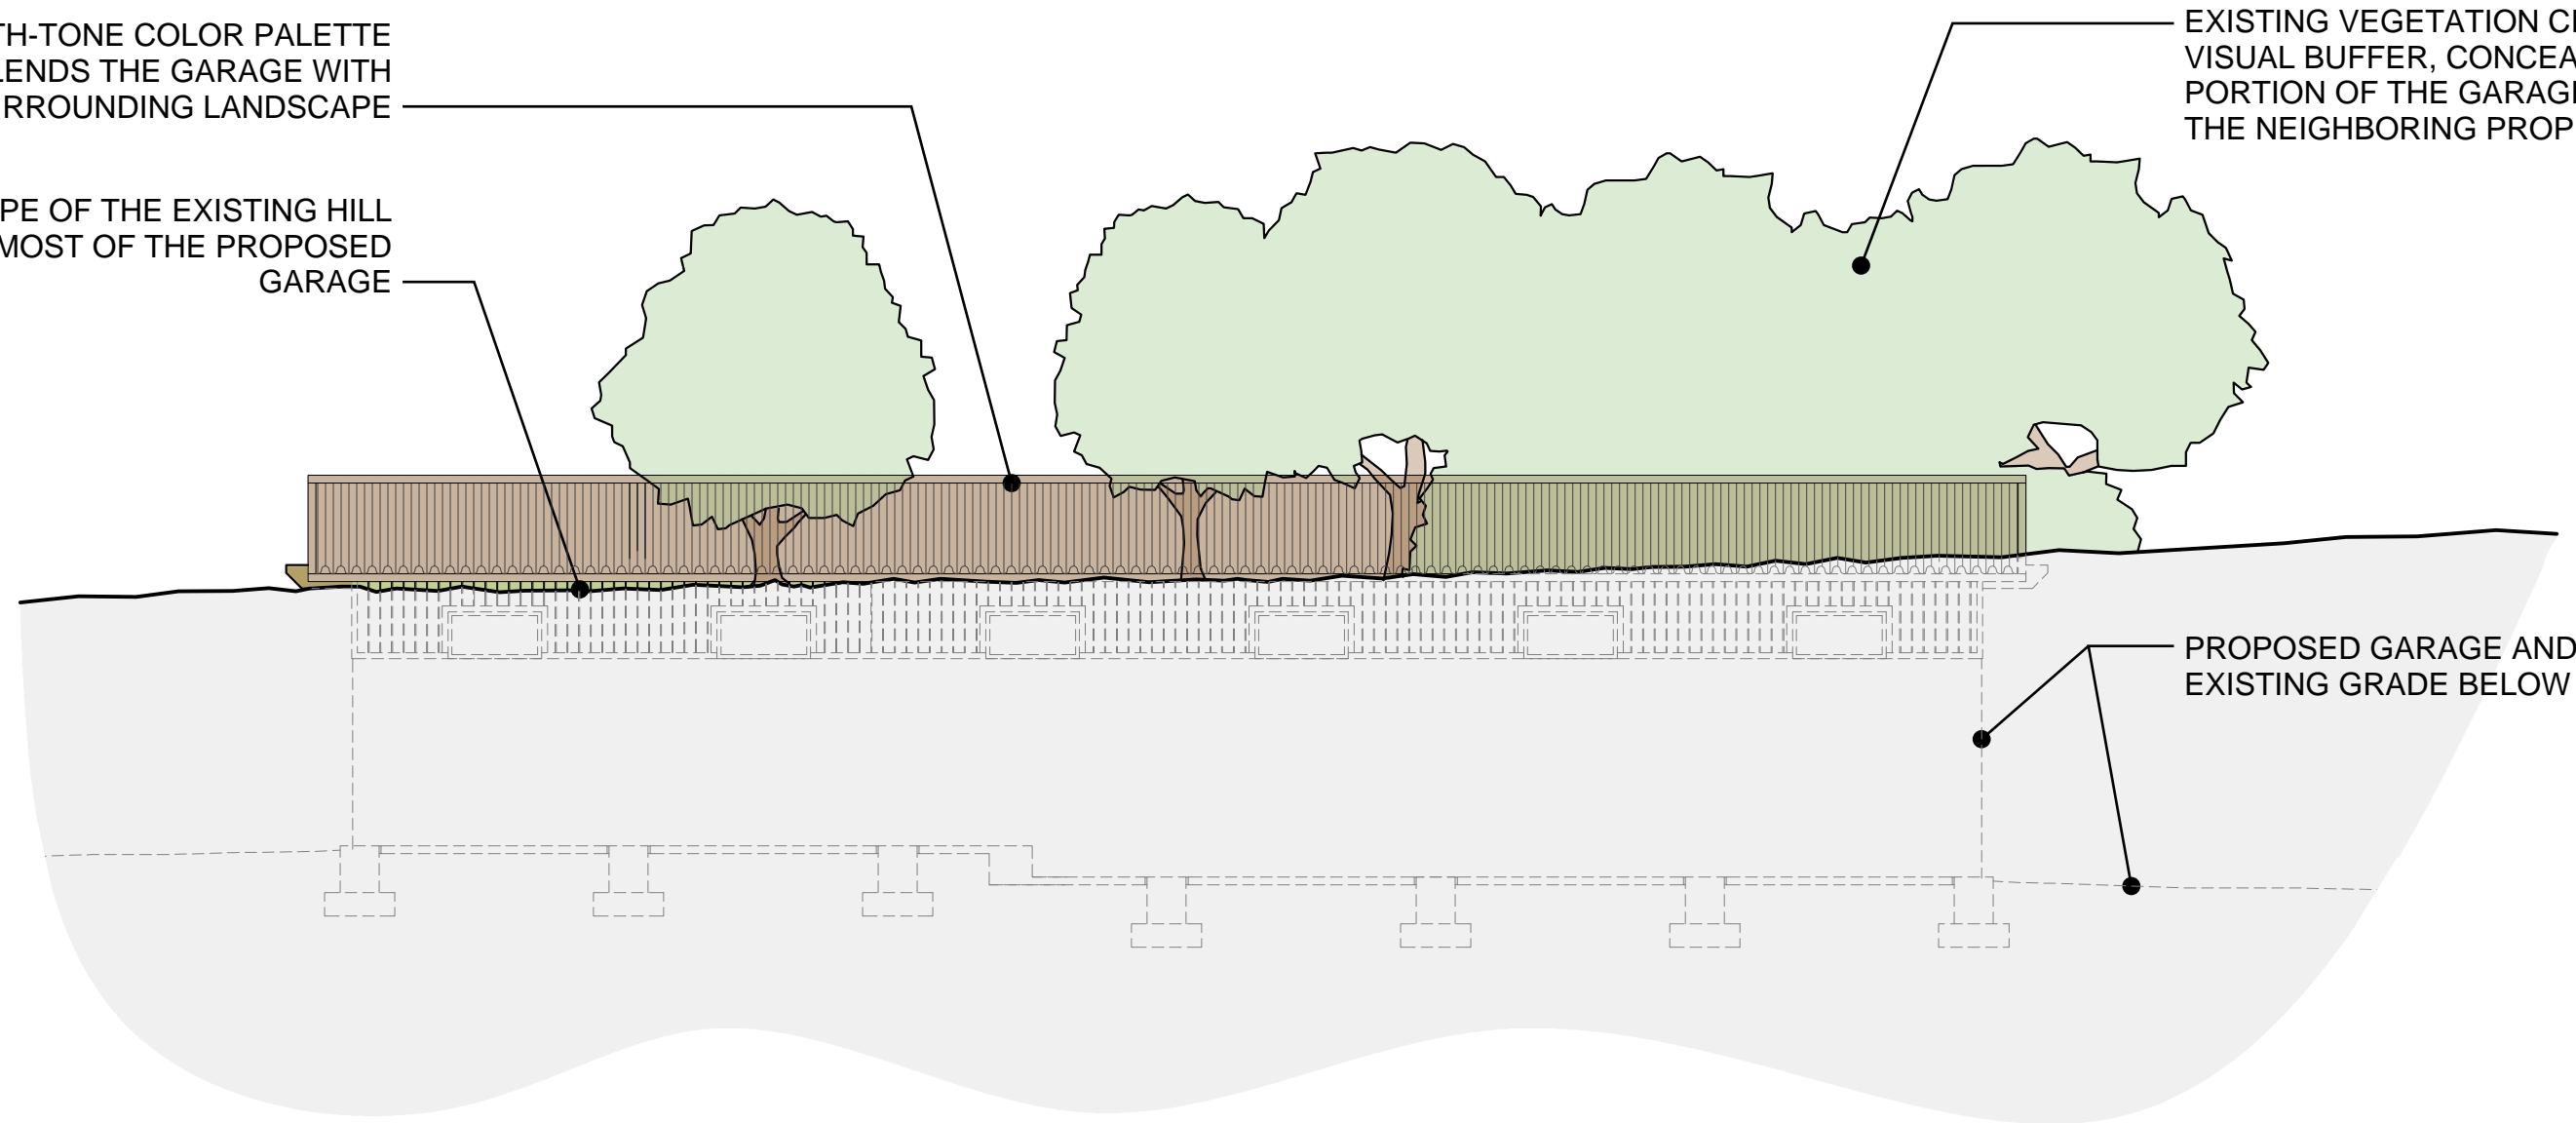 TH-TONE COLOR PALETTE
LENDS THE GARAGE WITH
RROUNDING LANDSCAPE
PE OF THE EXISTING HILL
MOST OF THE PROPOSED
GARAGE
EXISTING VEGETATION
VISUAL BUFFER, CONCEA
PORTION OF THE GARAGE
THE NEIGHBORING PROP
PROPOSED GARAGE AND
EXISTING GRADE BELOW